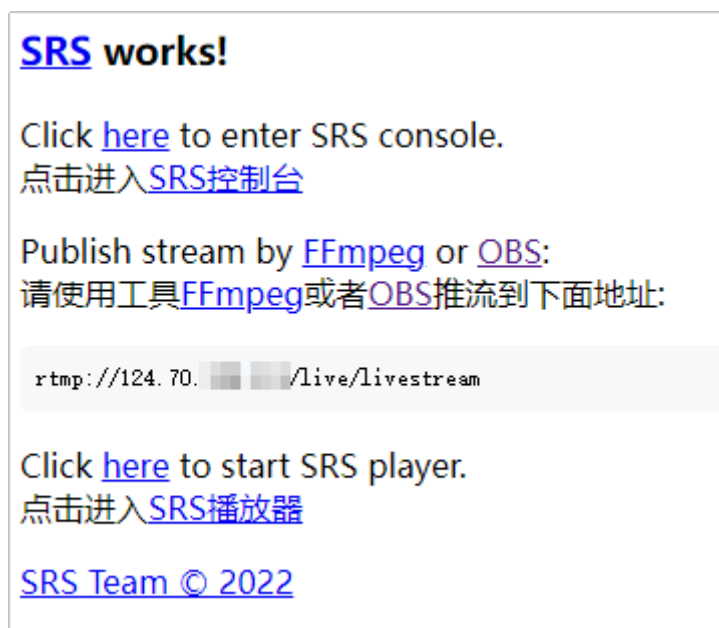 SRS works!
Click here to enter SRS console.
点击进入SRS控制台
Publish stream by FFmpeg or OBS:
请使用工具FFmpeg或者OBS推流到下面地址:
rtmp://124.70. /live/livestream
Click here to start SRS player.
点击进入SRS播放器
SRS Team © 2022